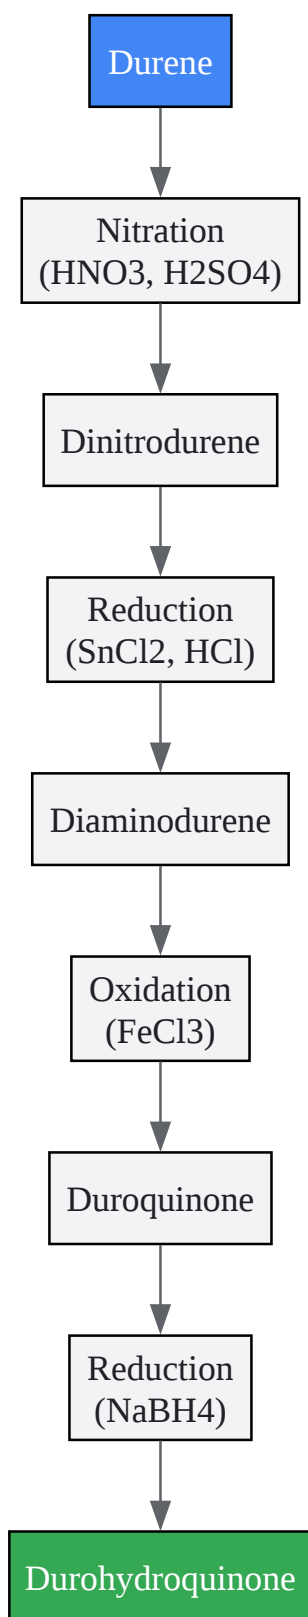 Durene
Nitration
(HNO3, H2SO4)
Dinitrodurene
Reduction
(SnCl2, HCl)
Diaminodurene
Oxidation
(FeCl3)
Duroquinone
Reduction
(NaBH4)
Durohydroquinone